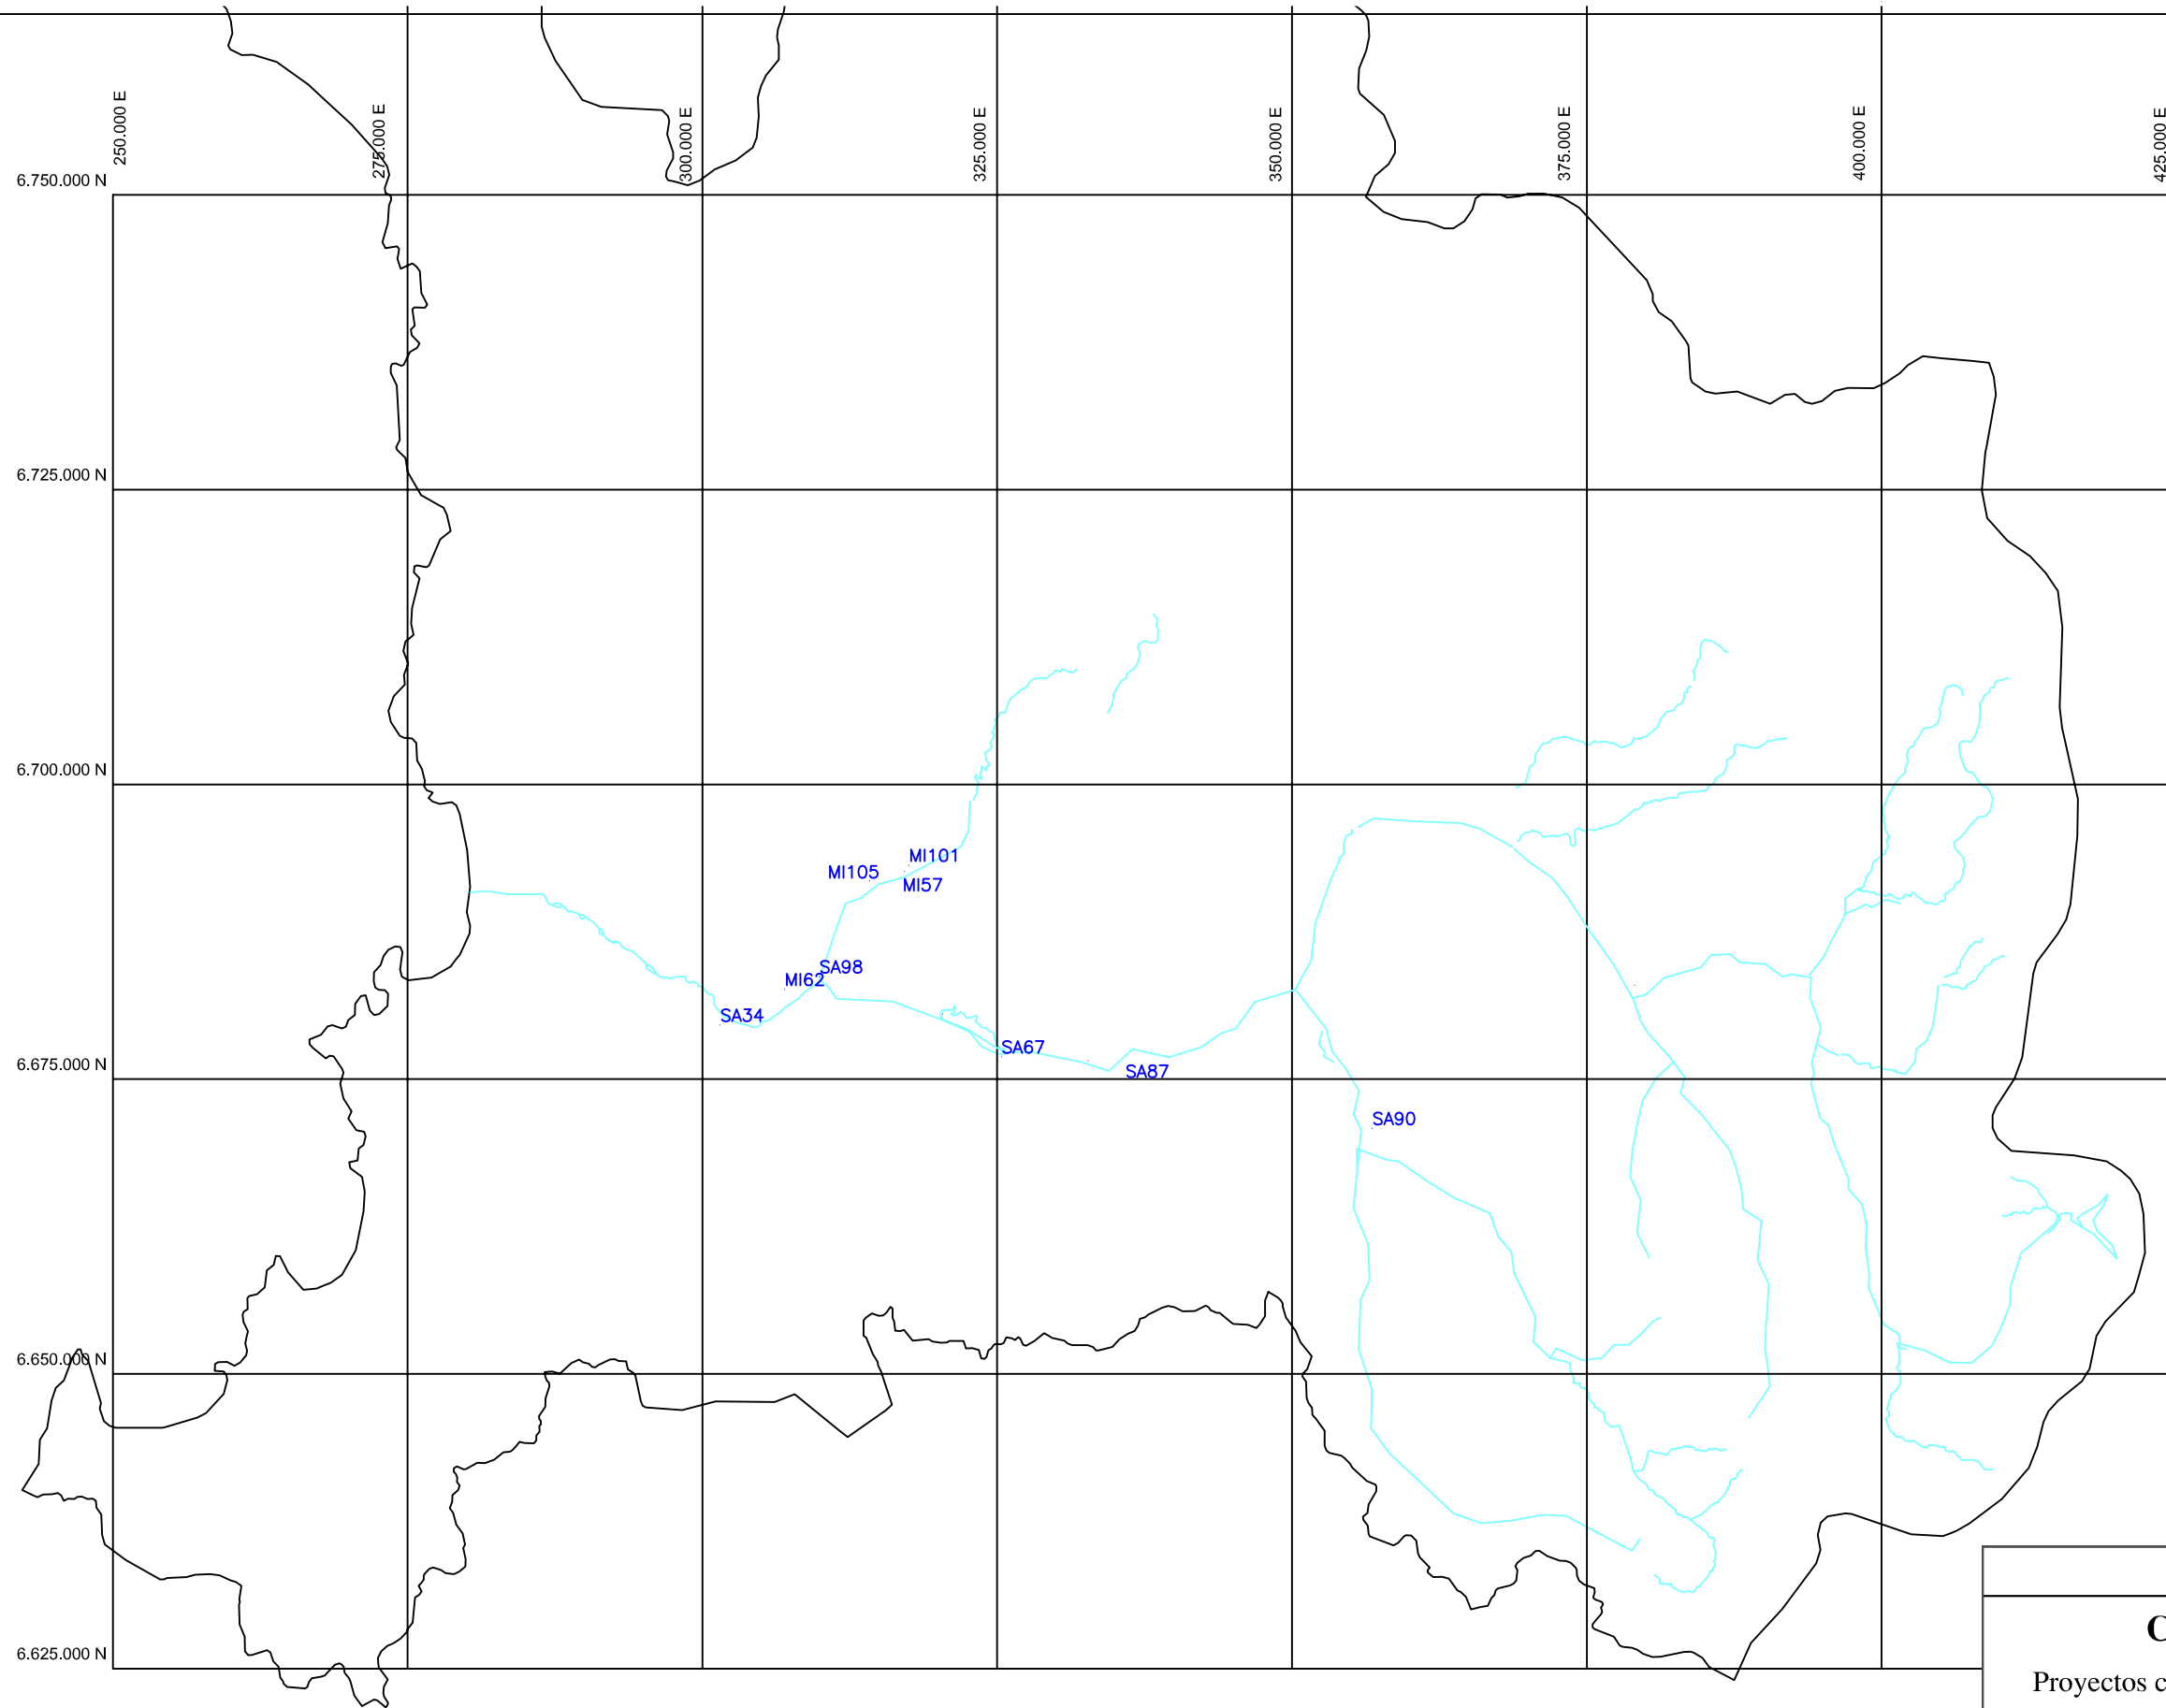 250.000 E
275.000 E
300.000 E
325.000 E
350.000 E
375.000 E
400.000 E
425.000 E
6.750.000 N
6.725.000 N
6.700.000 N
MI101
MI105
MI57
SA98
MI62
SA34
SA67
6.675.000 N
SA87
SA90
6.650.000 N
6.625.000 N
Proyectos